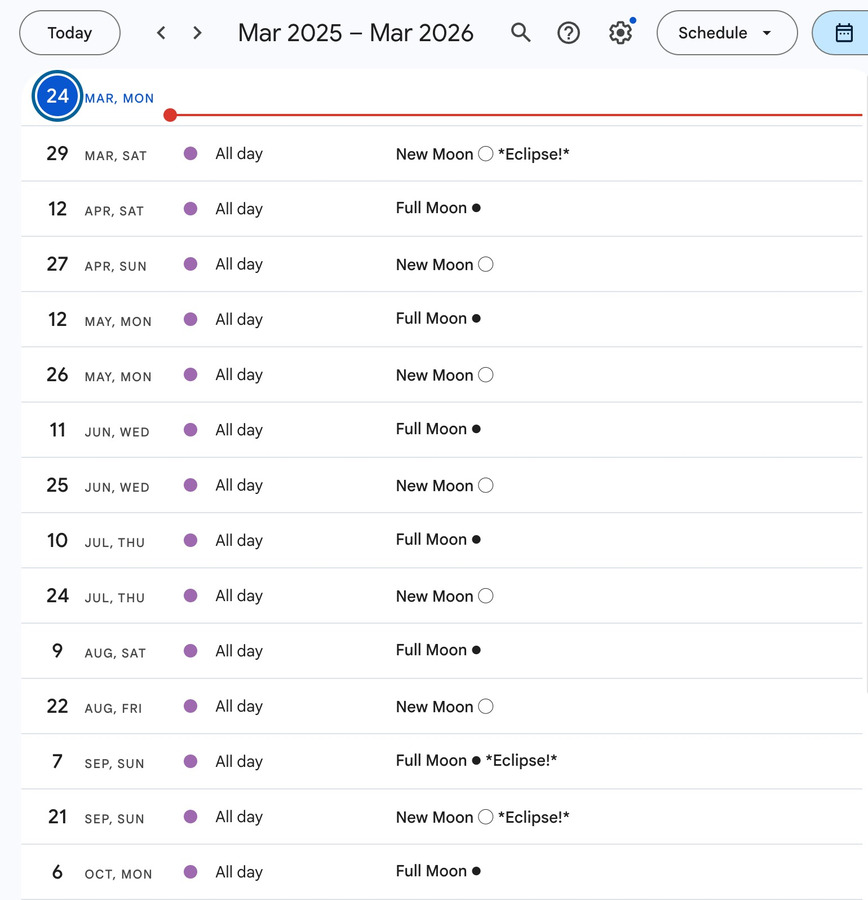 Today Mar 2025 – Mar 2026 Schedule
24 MAR, MON
29 MAR, SAT All day New Moon ○ *Eclipse!*
12 APR, SAT All day Full Moon ●
27 APR, SUN All day New Moon ○
12 MAY, MON All day Full Moon ●
26 MAY, MON All day New Moon ○
11 JUN, WED All day Full Moon ●
25 JUN, WED All day New Moon ○
10 JUL, THU All day Full Moon ●
24 JUL, THU All day New Moon ○
9 AUG, SAT All day Full Moon ●
22 AUG, FRI All day New Moon ○
7 SEP, SUN All day Full Moon ● *Eclipse!*
21 SEP, SUN All day New Moon ○ *Eclipse!*
6 OCT, MON All day Full Moon ●